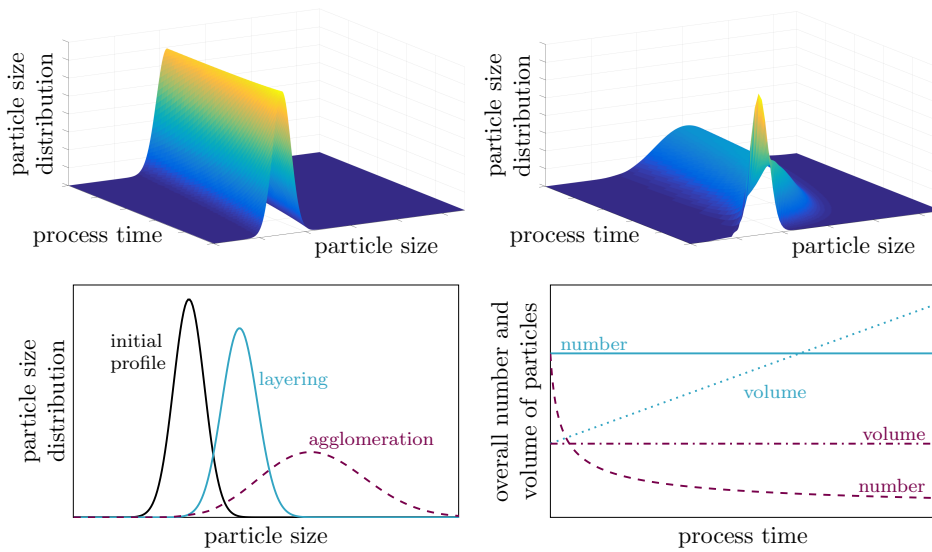 particle size
distribution
process time
particle size
particle size
distribution
process time
particle size
particle size
distribution
initial
profile
layering
agglomeration
particle size
overall number and
volume of particles
number
volume
volume
number
process time